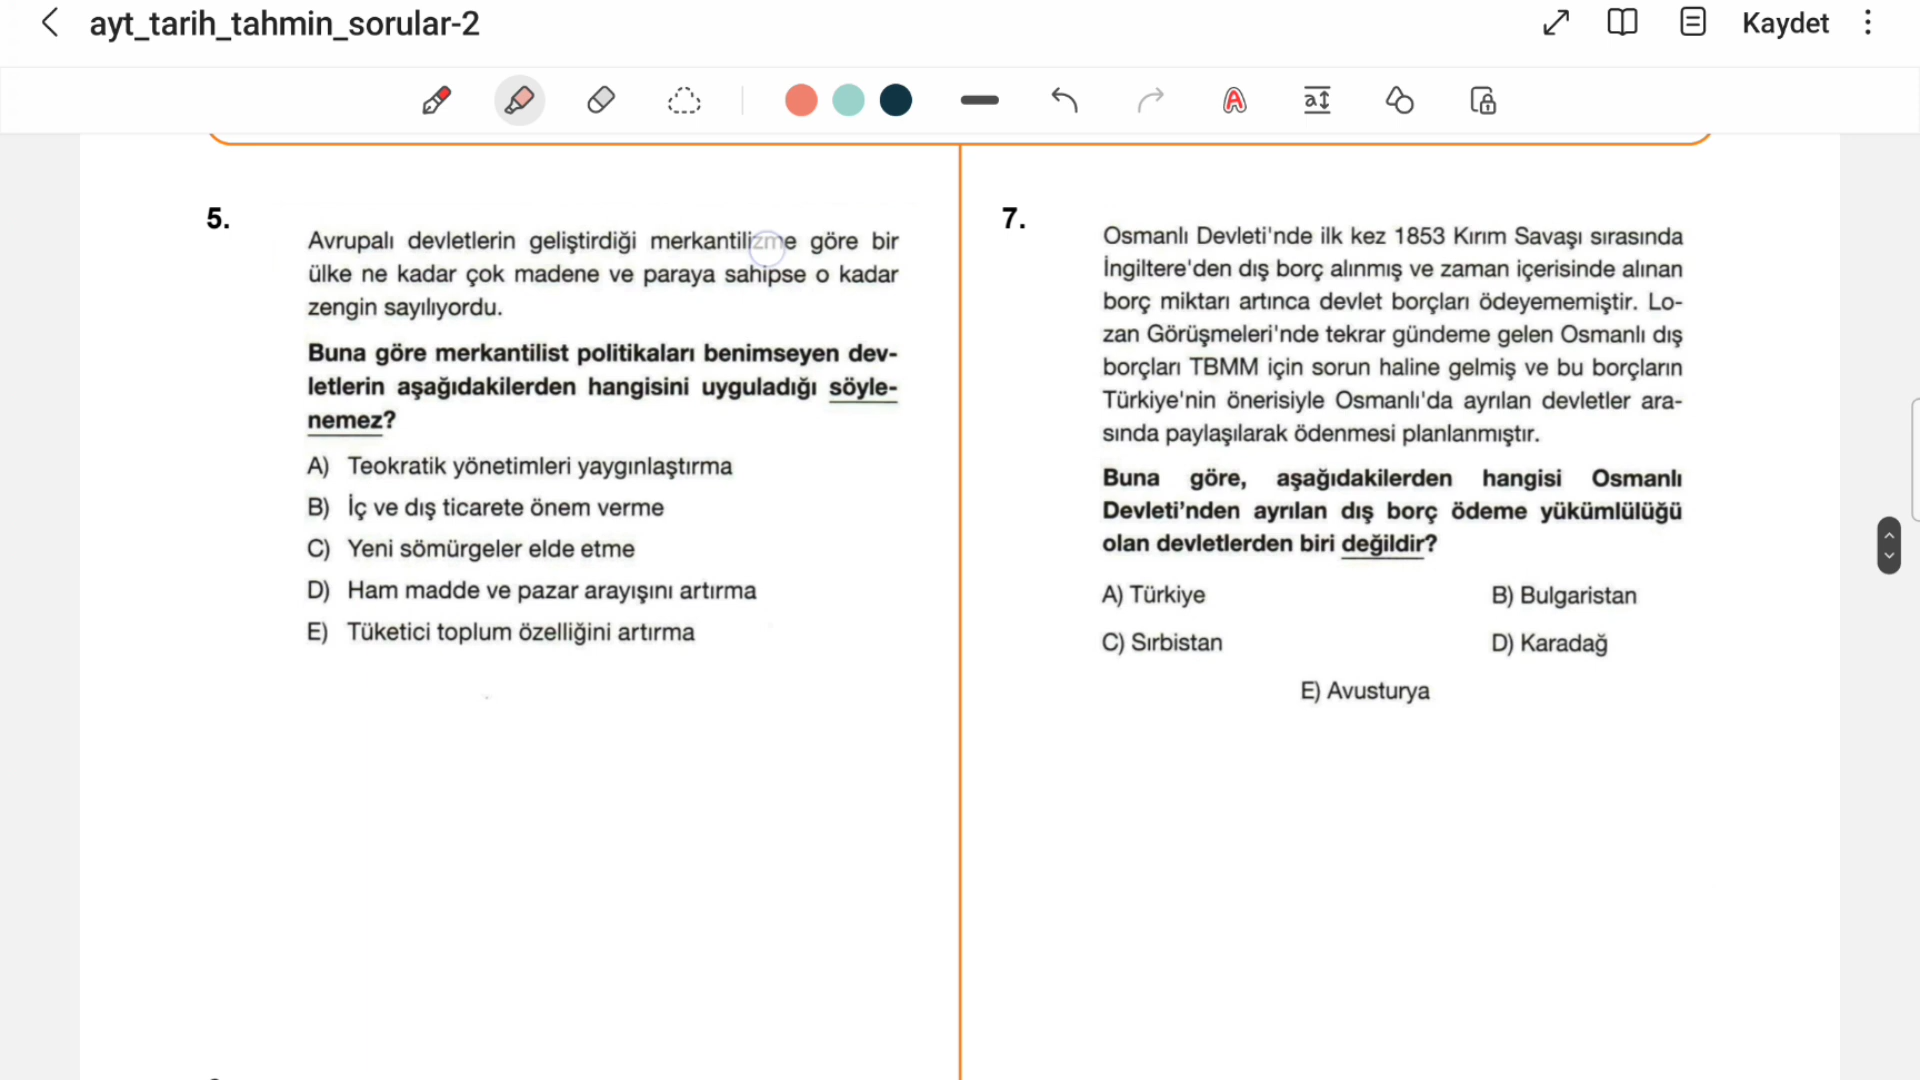 ayt_tarih_tahmin_sorular-2
Kaydet
5.
Avrupalı devletlerin geliştirdiği merkantilizme göre bir
ülke ne kadar çok madene ve paraya sahipse o kadar
zengin sayılıyordu.
Buna göre merkantilist politikaları benimseyen dev-
letlerin aşağıdakilerden hangisini uyguladığı söyle-
nemez?
A) Teokratik yönetimleri yaygınlaştırma
B) İç ve dış ticarete önem verme
C) Yeni sömürgeler elde etme
D) Ham madde ve pazar arayışını artırma
E) Tüketici toplum özelliğini artırma
7.
Osmanlı Devleti'nde ilk kez 1853 Kırım Savaşı sırasında
İngiltere'den dış borç alınmış ve zaman içerisinde alınan
borç miktarı artınca devlet borçları ödeyememiştir. Lo-
zan Görüşmeleri'nde tekrar gündeme gelen Osmanlı dış
borçları TBMM için sorun haline gelmiş ve bu borçların
Türkiye'nin önerisiyle Osmanlı'da ayrılan devletler ara-
sında paylaşılarak ödenmesi planlanmıştır.
Buna göre, aşağıdakilerden hangisi Osmanlı
Devleti'nden ayrılan dış borç ödeme yükümlülüğü
olan devletlerden biri değildir?
A) Türkiye
B) Bulgaristan
C) Sırbistan
D) Karadağ
E) Avusturya